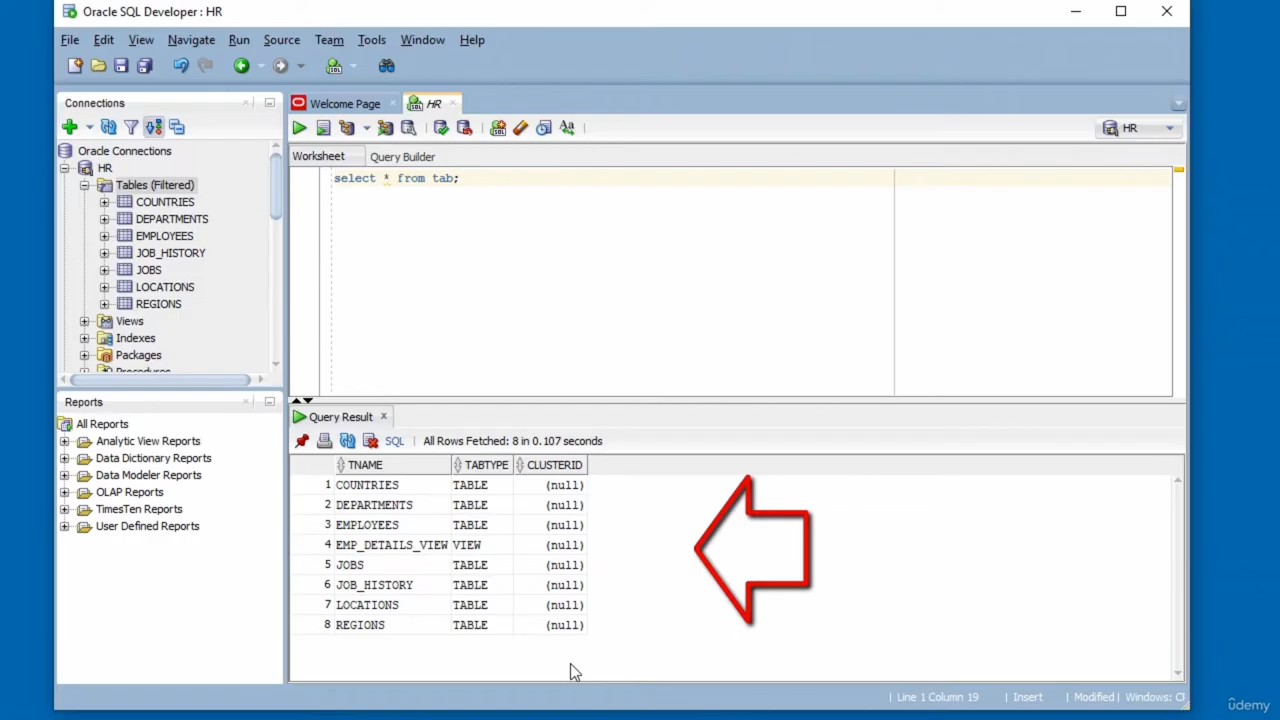 Oracle SQL Developer : HR
File Edit View Navigate Run Source Team Tools Window Help
Connections
Oracle Connections
HR
Tables (Filtered)
COUNTRIES
DEPARTMENTS
EMPLOYEES
JOB_HISTORY
JOBS
LOCATIONS
REGIONS
Views
Indexes
Packages
Procedures
Reports
All Reports
Analytic View Reports
Data Dictionary Reports
Data Modeler Reports
OLAP Reports
TimesTen Reports
User Defined Reports
Welcome Page HR
Aa HR
Worksheet Query Builder
select * from tab;
Query Result
SQL All Rows Fetched: 8 in 0.107 seconds
TNAME TABTYPE CLUSTERID
1 COUNTRIES TABLE (null)
2 DEPARTMENTS TABLE (null)
3 EMPLOYEES TABLE (null)
4 EMP_DETAILS_VIEW VIEW (null)
5 JOBS TABLE (null)
6 JOB_HISTORY TABLE (null)
7 LOCATIONS TABLE (null)
8 REGIONS TABLE (null)
Line 1 Column 19 | Insert | Modified | Windows: C
udemy